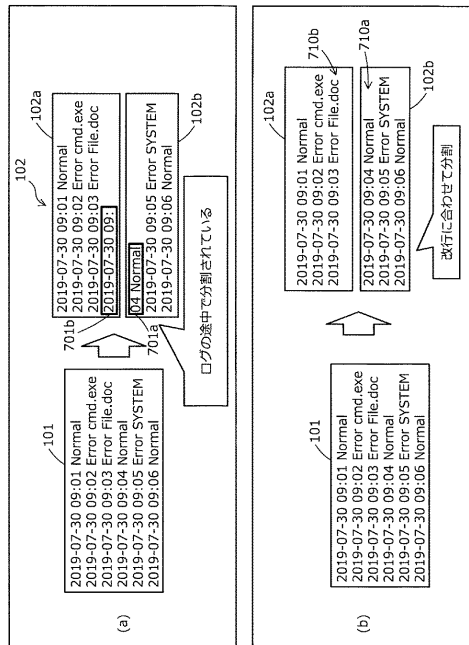 (a)
101
2019-07-30 09:01 Normal
2019-07-30 09:02 Error cmd.exe
2019-07-30 09:03 Error File.doc
2019-07-30 09:04 Normal
2019-07-30 09:05 Error SYSTEM
2019-07-30 09:06 Normal
102
102a
2019-07-30 09:01 Normal
2019-07-30 09:02 Error cmd.exe
2019-07-30 09:03 Error File.doc
2019-07-30 09:
701b
04 Normal
701a
2019-07-30 09:05 Error SYSTEM
2019-07-30 09:06 Normal
102b
ログの途中で分割されている
(b)
101
2019-07-30 09:01 Normal
2019-07-30 09:02 Error cmd.exe
2019-07-30 09:03 Error File.doc
2019-07-30 09:04 Normal
2019-07-30 09:05 Error SYSTEM
2019-07-30 09:06 Normal
102a
2019-07-30 09:01 Normal
2019-07-30 09:02 Error cmd.exe
2019-07-30 09:03 Error File.doc
710b
2019-07-30 09:04 Normal
710a
2019-07-30 09:05 Error SYSTEM
2019-07-30 09:06 Normal
102b
改行に合わせて分割